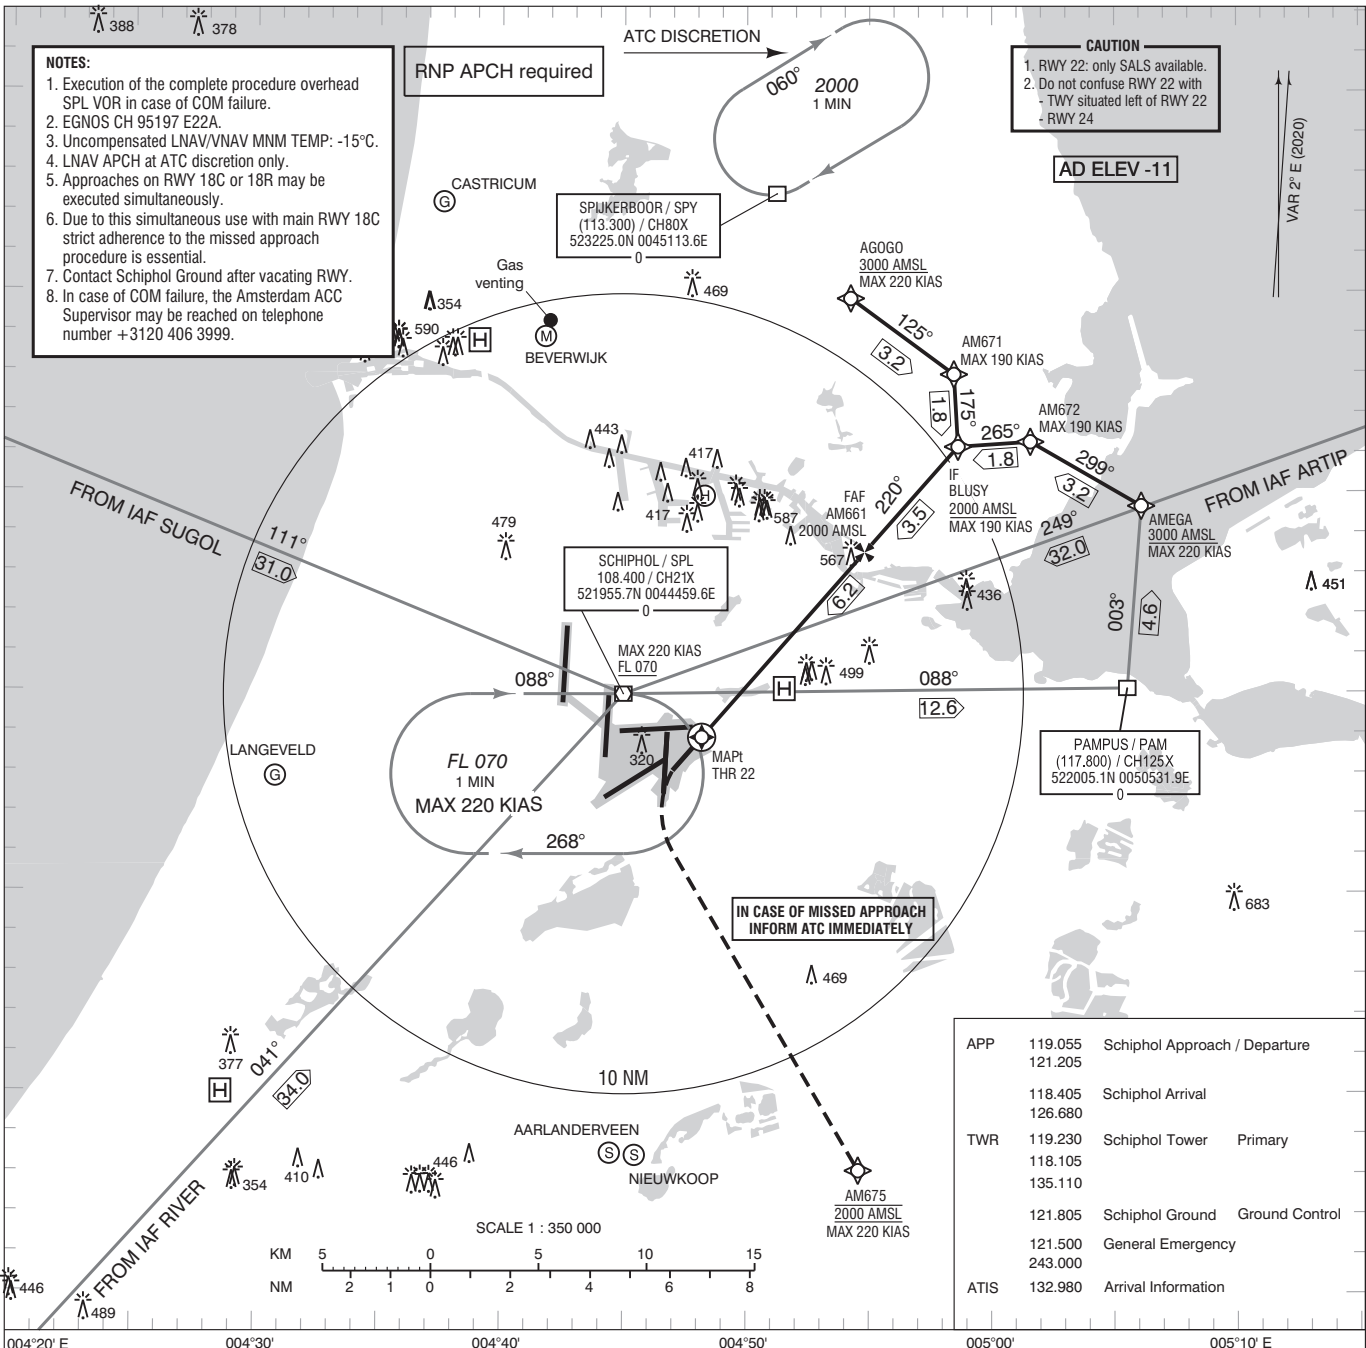 388
378
NOTES:
1. Execution of the complete procedure overhead
SPL VOR in case of COM failure.
2. EGNOS CH 95197 E22A.
3. Uncompensated LNAV/VNAV MNM TEMP: -15°C.
4. LNAV APCH at ATC discretion only.
5. Approaches on RWY 18C or 18R may be
executed simultaneously.
6. Due to this simultaneous use with main RWY 18C
strict adherence to the missed approach
procedure is essential.
7. Contact Schiphol Ground after vacating RWY.
8. In case of COM failure, the Amsterdam ACC
Supervisor may be reached on telephone
number +3120 406 3999.
RNP APCH required
ATC DISCRETION
060°
2000
1 MIN
CAUTION
1. RWY 22: only SALS available.
2. Do not confuse RWY 22 with
- TWY situated left of RWY 22
- RWY 24
AD ELEV -11
VAR 2° E (2020)
CASTRICUM
G
SPIJKERBOOR / SPY
(113.300) / CH80X
523225.0N 0045113.6E
0
AGOGO
3000 AMSL
MAX 220 KIAS
Gas
venting
469
354
590
H
M
BEVERWIJK
125°
3.2
AM671
MAX 190 KIAS
175°
1.8
AM672
MAX 190 KIAS
265°
1.8
299°
3.2
443
417
H
417
587
479
FROM IAF SUGOL
111°
31.0
FAF
AM661
2000 AMSL
567
220°
3.5
IF
BLUSY
2000 AMSL
MAX 190 KIAS
249°
32.0
FROM IAF ARTIP
AMEGA
3000 AMSL
MAX 220 KIAS
SCHIPHOL / SPL
108.400 / CH21X
521955.7N 0044459.6E
0
6.2
436
451
003°
4.6
MAX 220 KIAS
FL 070
499
088°
H
088°
12.6
LANGEVELD
G
FL 070
1 MIN
MAX 220 KIAS
320
MAPt
THR 22
PAMPUS / PAM
(117.800) / CH125X
522005.1N 0050531.9E
0
268°
IN CASE OF MISSED APPROACH
INFORM ATC IMMEDIATELY
683
469
377
H
041°
34.0
10 NM
APP 119.055 Schiphol Approach / Departure
121.205
118.405 Schiphol Arrival
126.680
TWR 119.230 Schiphol Tower Primary
118.105
135.110
121.805 Schiphol Ground Ground Control
121.500 General Emergency
243.000
ATIS 132.980 Arrival Information
AARLANDERVEEN
S
S
NIEUWKOOP
446
410
354
FROM IAF RIVER
AM675
2000 AMSL
MAX 220 KIAS
SCALE 1 : 350 000
KM 5 0 5 10 15
NM 2 1 0 2 4 6 8
446
489
004°20' E 004°30' 004°40' 004°50' 005°00' 005°10' E